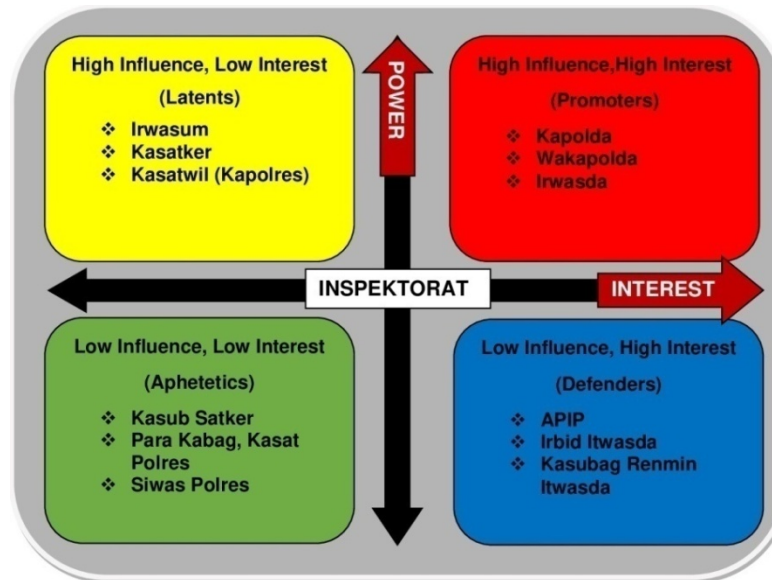 High Influence, Low Interest
(Latents)
❖ Irwasum
❖ Kasatker
❖ Kasatwil (Kapolres)
POWER
High Influence,High Interest
(Promoters)
❖ Kapolda
❖ Wakapolda
❖ Irwasda
INSPEKTORAT
INTEREST
Low Influence, Low Interest
(Aphetetics)
❖ Kasub Satker
❖ Para Kabag, Kasat
Polres
❖ Siwas Polres
Low Influence, High Interest
(Defenders)
❖ APIP
❖ Irbid Itwasda
❖ Kasubag Renmin
Itwasda